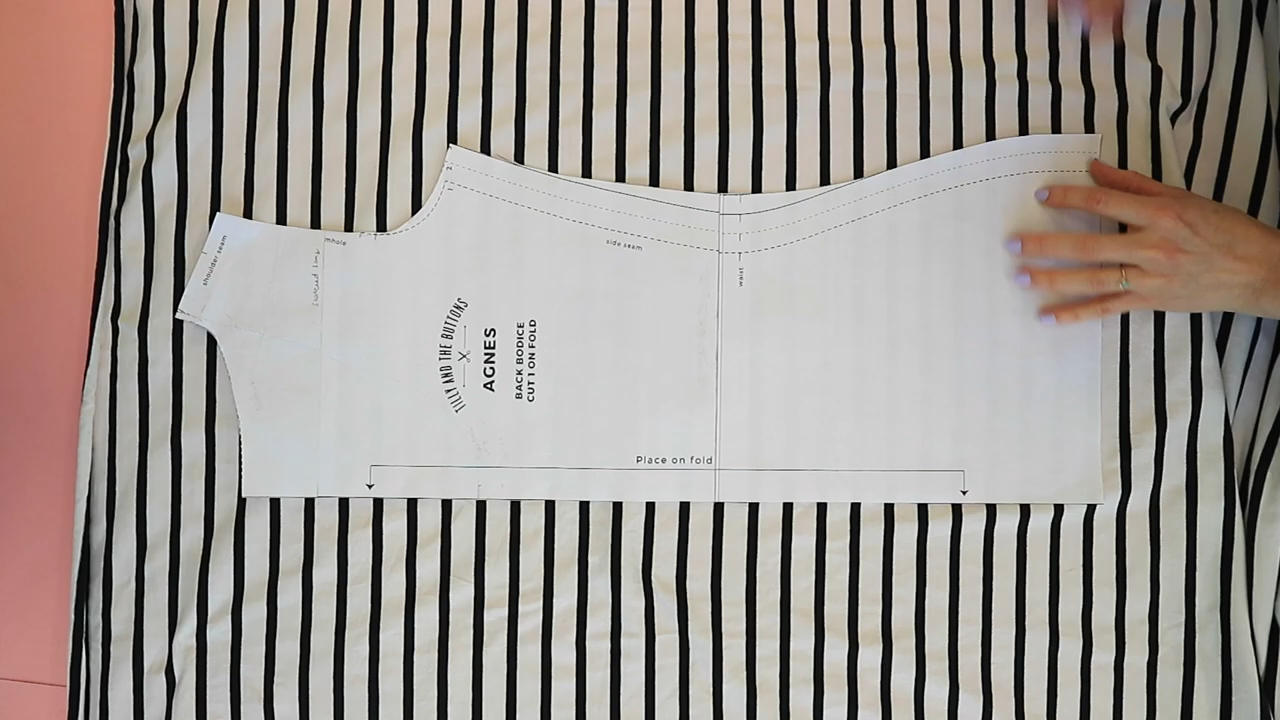 shoulder seam
mhole
side seam
waist
TILLY AND THE BUTTONS
AGNES
BACK BODICE
CUT 1 ON FOLD
Place on fold